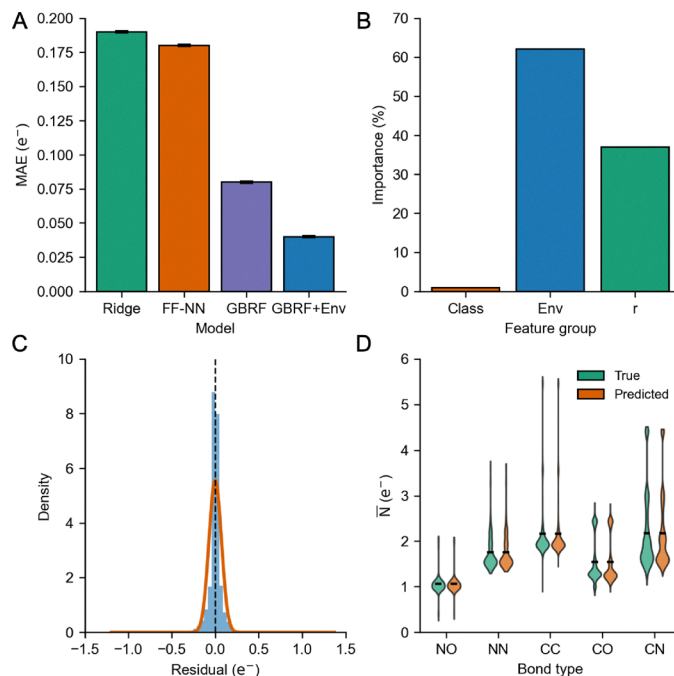 A
MAE (e⁻)
0.200
0.175
0.150
0.125
0.100
0.075
0.050
0.025
0.000
Ridge FF-NN GBRF GBRF+Env
Model
B
Importance (%)
70
60
50
40
30
20
10
0
Class Env r
Feature group
C
Density
10
8
6
4
2
0
−1.5 −1.0 −0.5 0.0 0.5 1.0 1.5
Residual (e⁻)
D
N̅ (e⁻)
6
5
4
3
2
1
0
True
Predicted
NO NN CC CO CN
Bond type